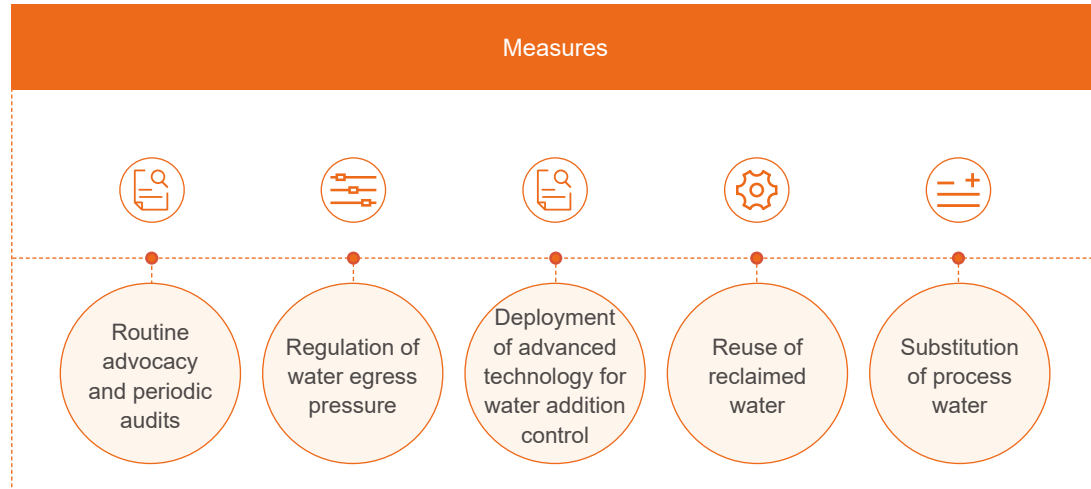 Measures
Routine
advocacy
and periodic
audits
Regulation of
water egress
pressure
Deployment
of advanced
technology for
water addition
control
Reuse of
reclaimed
water
Substitution
of process
water